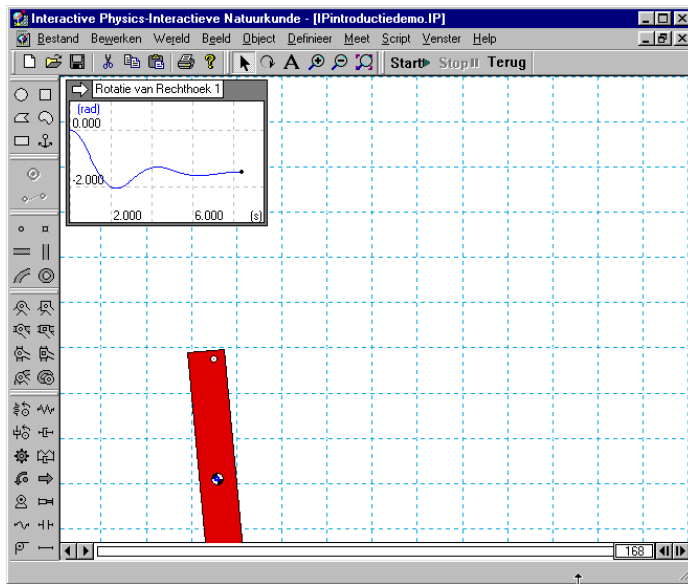 Interactive Physics-Interactieve Natuurkunde - [IPintroductiedemo.IP]
Bestand Bewerken Wereld Beeld Object Definieer Meet Script Venster Help
A Start Stop Terug
Rotatie van Rechthoek 1
(rad)
0.000
-2.000
2.000 6.000 (s)
168